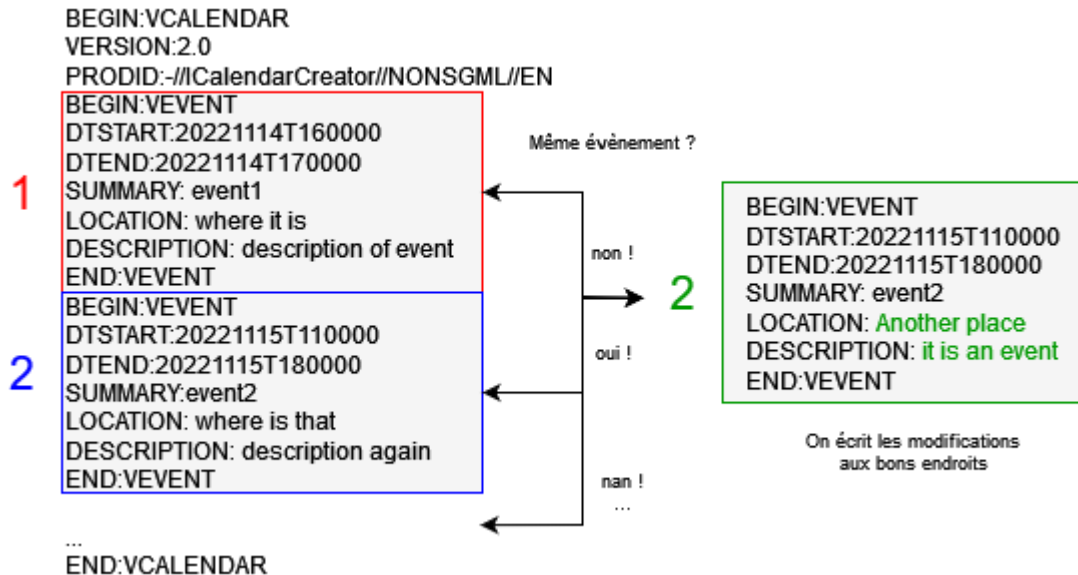 BEGIN:VCALENDAR
VERSION:2.0
PRODID:-//ICalendarCreator//NONSGML//EN
1
BEGIN:VEVENT
DTSTART:20221114T160000
DTEND:20221114T170000
SUMMARY: event1
LOCATION: where it is
DESCRIPTION: description of event
END:VEVENT
2
BEGIN:VEVENT
DTSTART:20221115T110000
DTEND:20221115T180000
SUMMARY:event2
LOCATION: where is that
DESCRIPTION: description again
END:VEVENT
...
END:VCALENDAR
Même évènement ?
non !
oui !
nan !
...
2
BEGIN:VEVENT
DTSTART:20221115T110000
DTEND:20221115T180000
SUMMARY: event2
LOCATION: Another place
DESCRIPTION: it is an event
END:VEVENT
On écrit les modifications
aux bons endroits